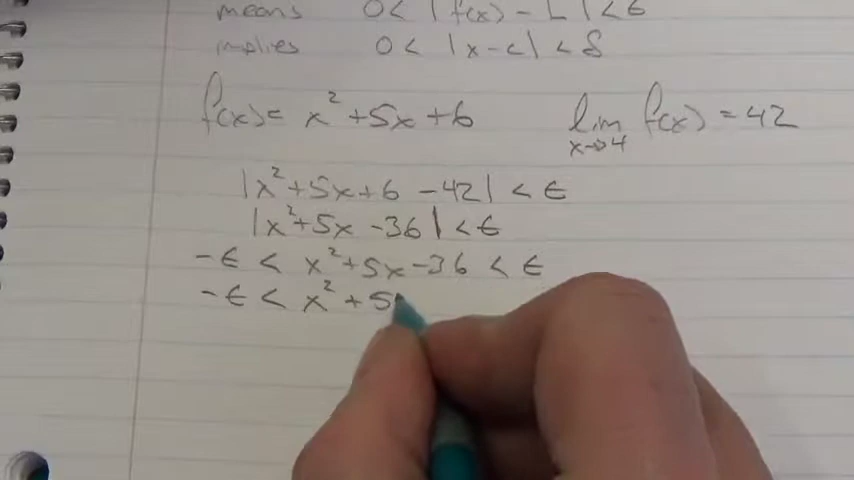 means 0 < |f(x) - L| < ε
implies 0 < |x - c| < δ
f(x) = x² + 5x + 6 lim x→4 f(x) = 42
|x² + 5x + 6 - 42| < ε
|x² + 5x - 36| < ε
-ε < x² + 5x - 36 < ε
-ε < x² + 5